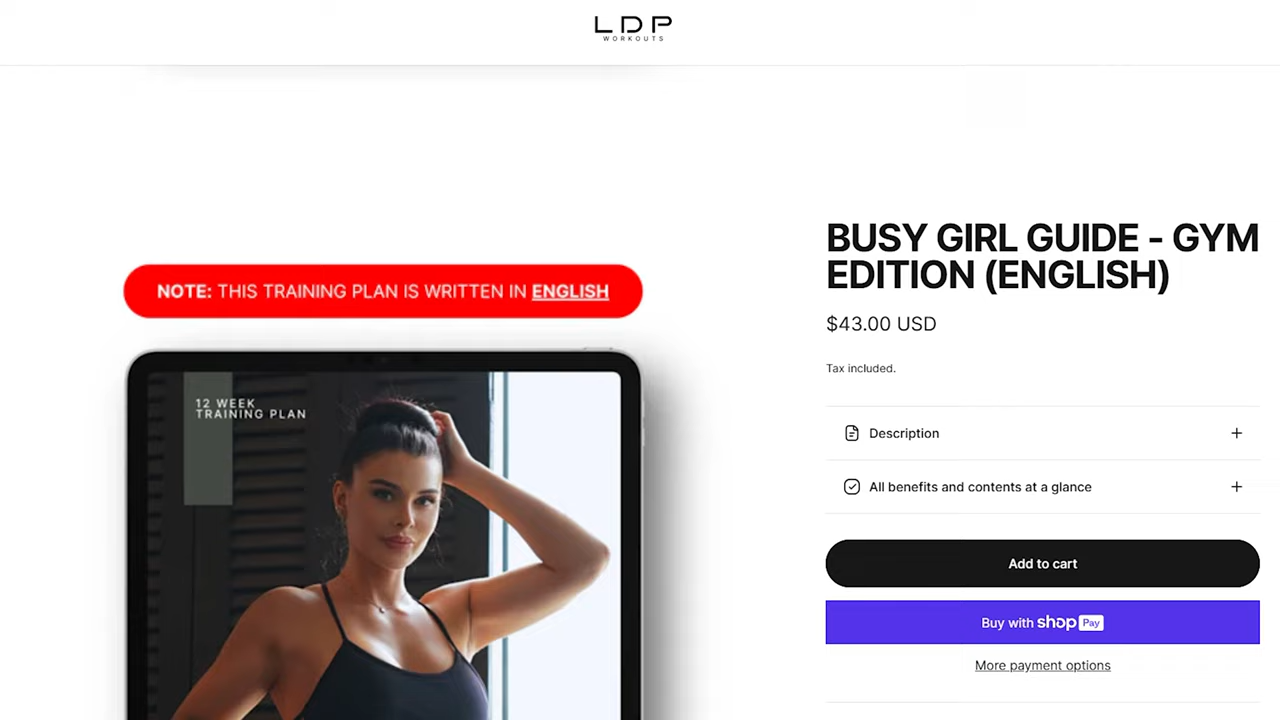 LDP
WORKOUTS
NOTE: THIS TRAINING PLAN IS WRITTEN IN ENGLISH
12 WEEK
TRAINING PLAN
BUSY GIRL GUIDE - GYM
EDITION (ENGLISH)
$43.00 USD
Tax included.
Description
All benefits and contents at a glance
Add to cart
Buy with shop Pay
More payment options